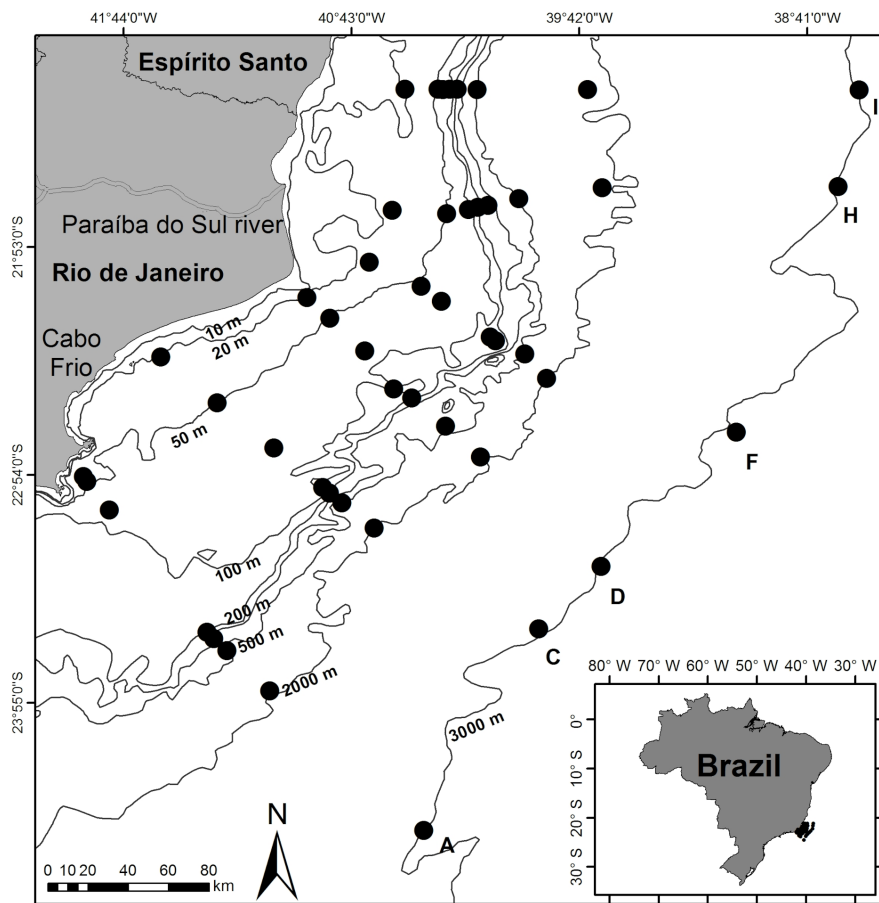 41°44'0"W 40°43'0"W 39°42'0"W 38°41'0"W
Espírito Santo
I
H
Paraíba do Sul river
21°53'0"S
Rio de Janeiro
10 m
Cabo
Frio
20 m
50 m
F
22°54'0"S
100 m
D
200 m
500 m
C
2000 m
80° W 70° W 60° W 50° W 40° W 30° W
23°55'0"S
3000 m
0°
Brazil
10° S
N
20° S
A
0 10 20 40 60 80
km
30° S